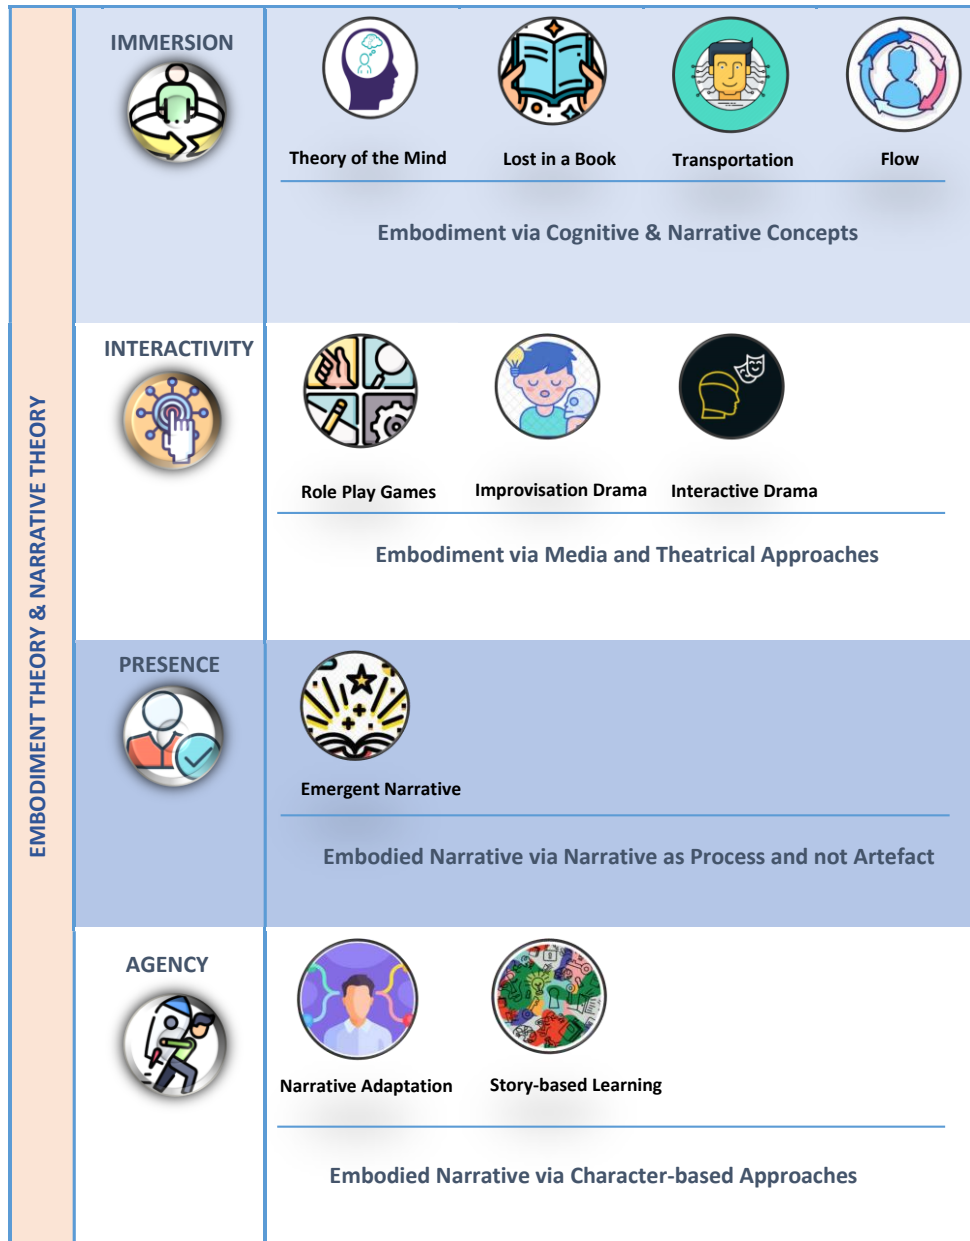 EMBODIMENT THEORY & NARRATIVE THEORY
IMMERSION
Theory of the Mind
Lost in a Book
Transportation
Flow
Embodiment via Cognitive & Narrative Concepts
INTERACTIVITY
Role Play Games
Improvisation Drama
Interactive Drama
Embodiment via Media and Theatrical Approaches
PRESENCE
Emergent Narrative
Embodied Narrative via Narrative as Process and not Artefact
AGENCY
Narrative Adaptation
Story-based Learning
Embodied Narrative via Character-based Approaches